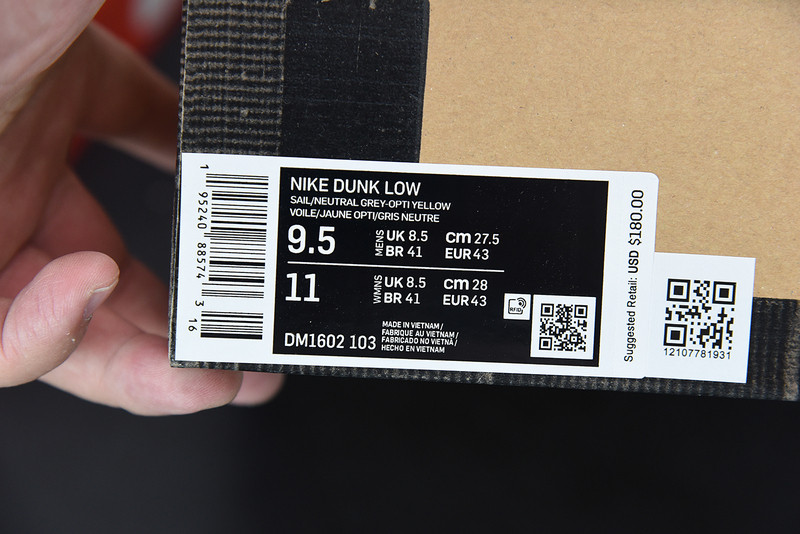 NIKE DUNK LOW
SAIL/NEUTRAL GREY-OPTI YELLOW
VOILE/JAUNE OPTI/GRIS NEUTRE
9.5 MENS UK 8.5 cm 27.5
BR 41 EUR 43
11 WMNS UK 8.5 cm 28
BR 41 EUR 43
DM1602 103
MADE IN VIETNAM /
FABRIQUE AU VIETNAM /
FABRICADO NO VIETNÃ /
HECHO EN VIETNAM
RFID
1 95240 88574 3 16
Suggested Retail: USD $180.00
12107781931